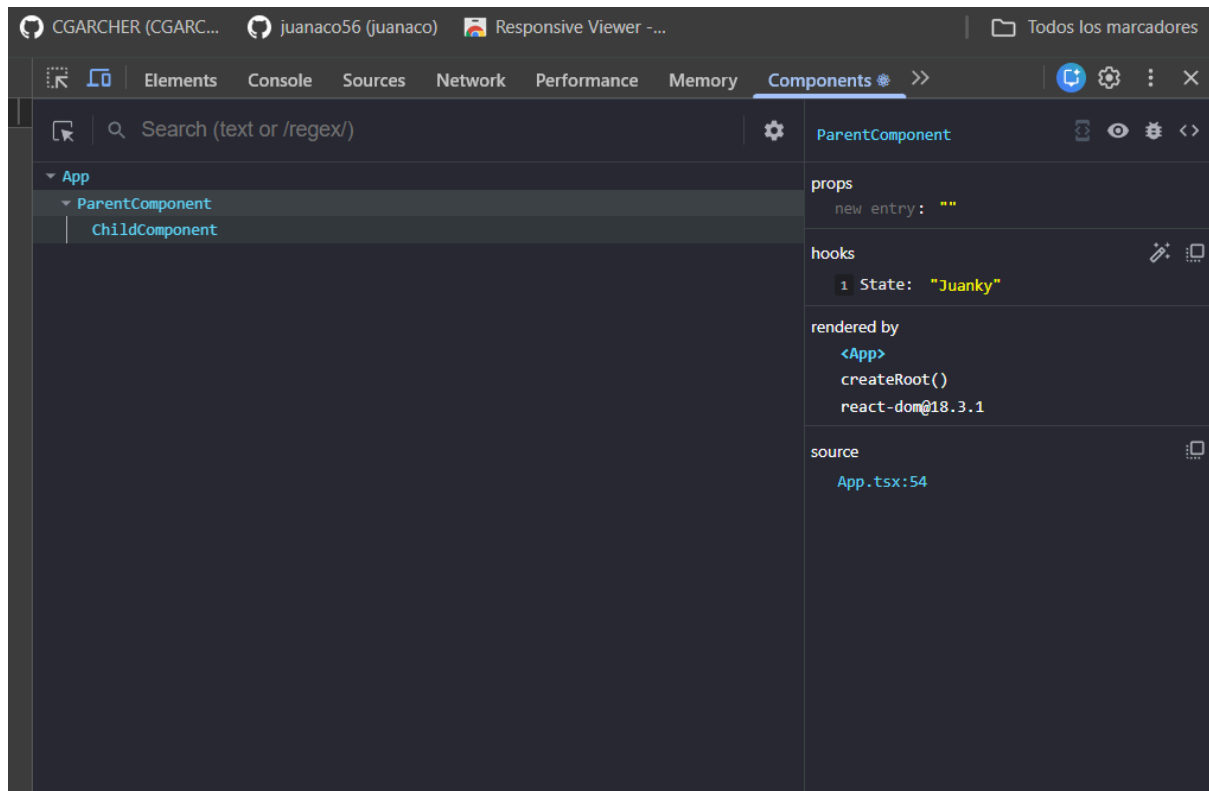 CGARCHER (CGARC... juanaco56 (juanaco) Responsive Viewer -... Todos los marcadores
Elements Console Sources Network Performance Memory Components
Search (text or /regex/)
App
ParentComponent
ChildComponent
ParentComponent
props
new entry: ""
hooks
1 State: "Juanky"
rendered by
<App>
createRoot()
react-dom@18.3.1
source
App.tsx:54